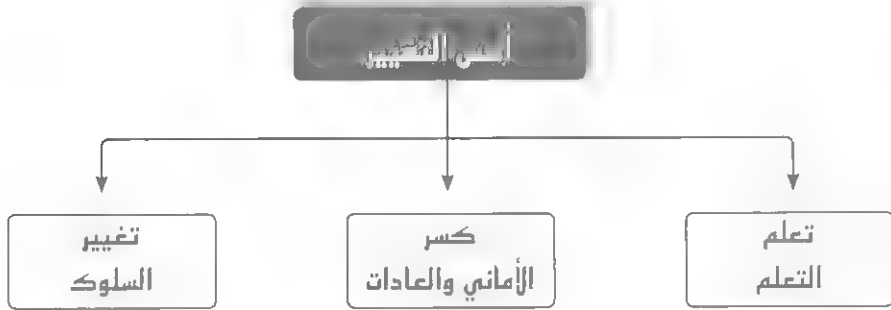 تعلم
التعلم
كسر
الأماني والعادات
تغيير
السلوك